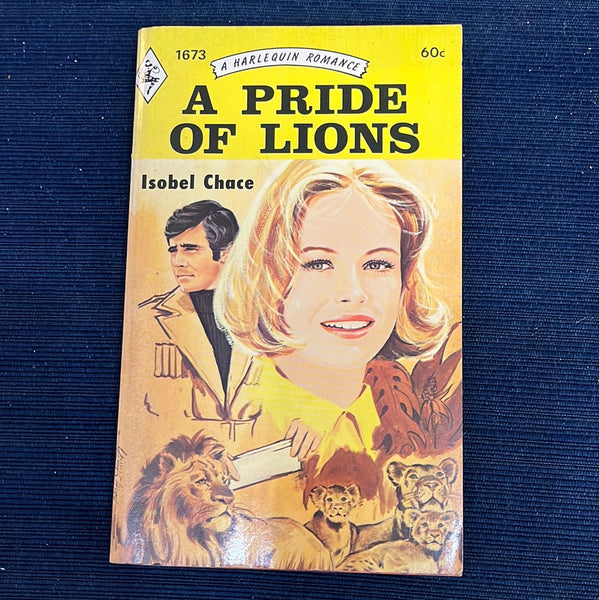 1673
A HARLEQUIN ROMANCE
60c
A PRIDE
OF LIONS
Isobel Chace